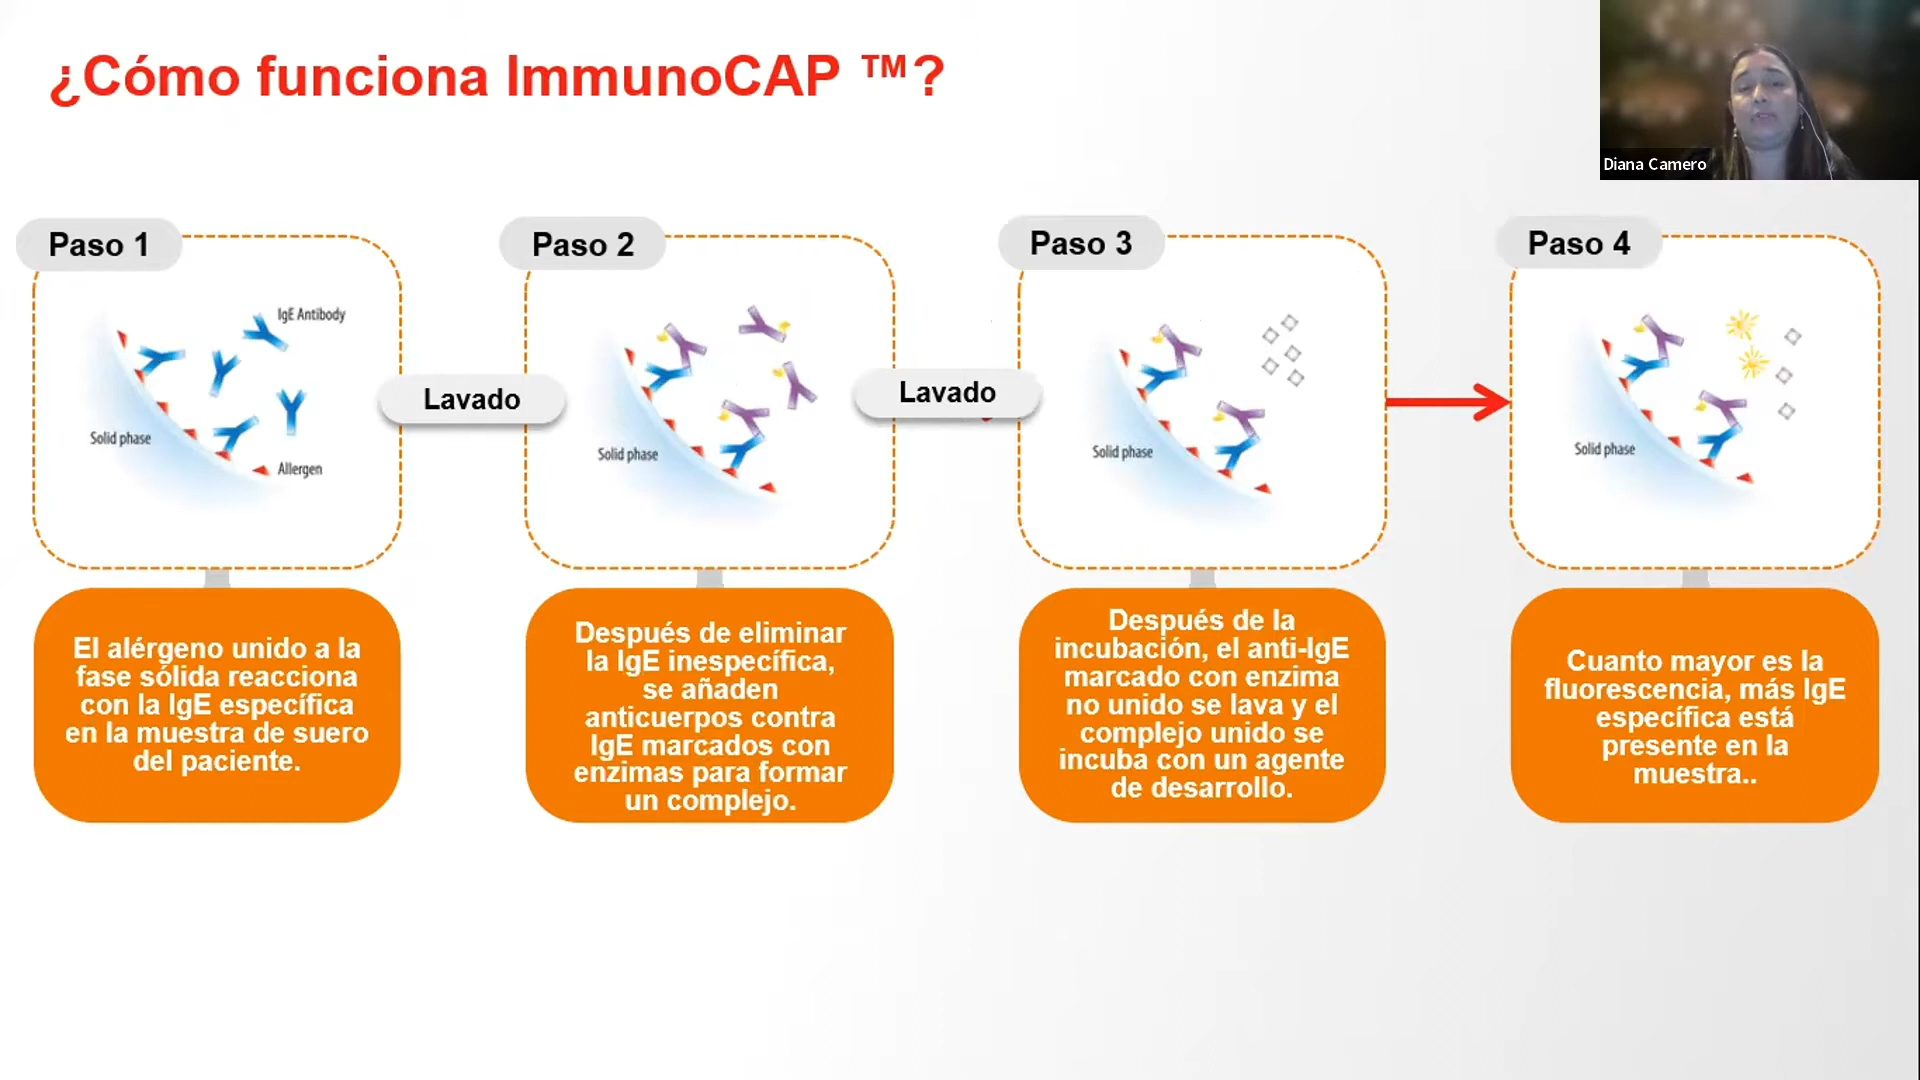 ¿Cómo funciona ImmunoCAP ™?
Diana Camero
Paso 1
IgE Antibody
Solid phase
Allergen
El alérgeno unido a la
fase sólida reacciona
con la IgE específica
en la muestra de suero
del paciente.
Lavado
Paso 2
Solid phase
Después de eliminar
la IgE inespecífica,
se añaden
anticuerpos contra
IgE marcados con
enzimas para formar
un complejo.
Lavado
Paso 3
Solid phase
Después de la
incubación, el anti-IgE
marcado con enzima
no unido se lava y el
complejo unido se
incuba con un agente
de desarrollo.
Paso 4
Solid phase
Cuanto mayor es la
fluorescencia, más IgE
específica está
presente en la
muestra..